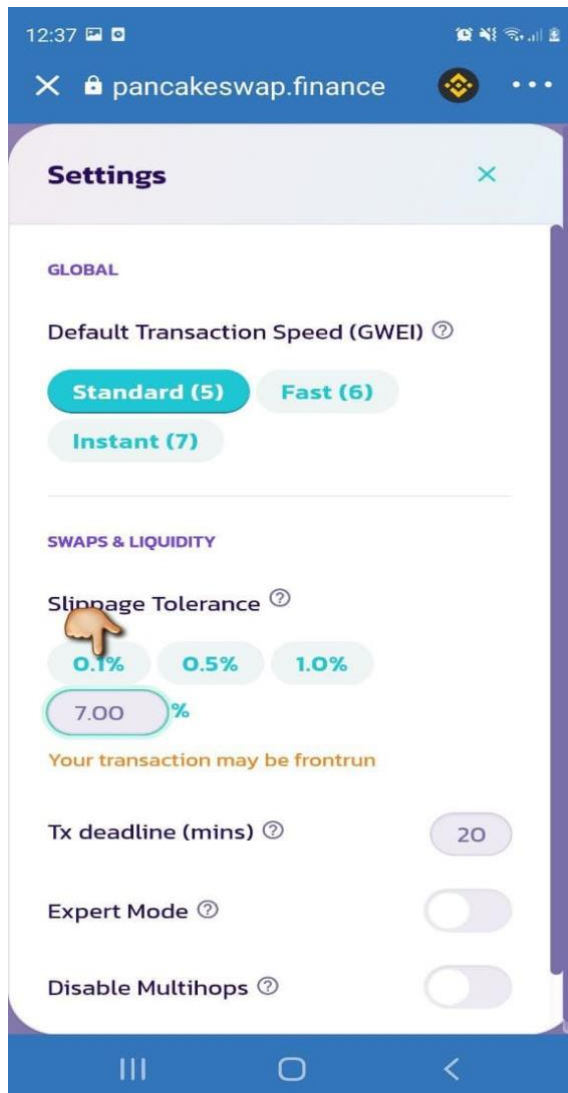 12:37
pancakeswap.finance
Settings
GLOBAL
Default Transaction Speed (GWEI)
Standard (5) Fast (6)
Instant (7)
SWAPS & LIQUIDITY
Slippage Tolerance
0.1% 0.5% 1.0%
7.00 %
Your transaction may be frontrun
Tx deadline (mins) 20
Expert Mode
Disable Multihops